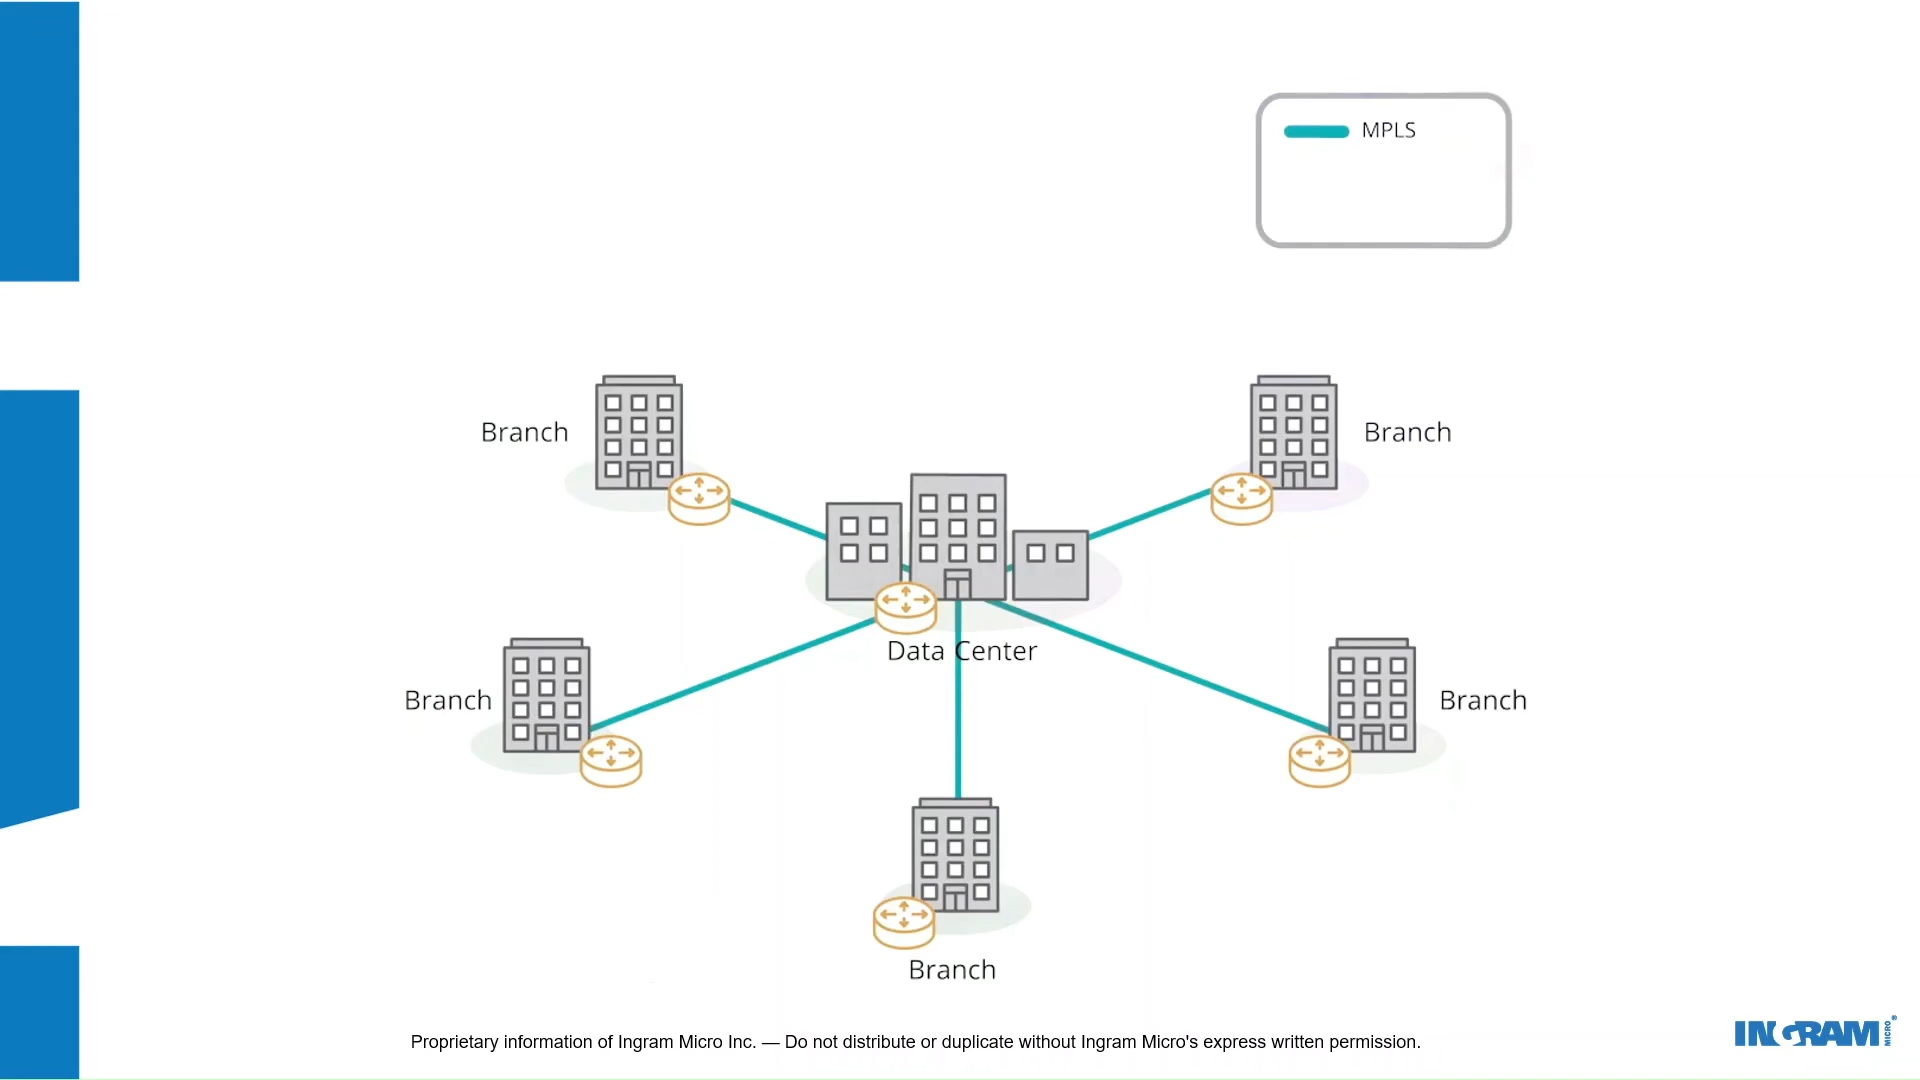 MPLS
Branch
Branch
Data Center
Branch
Branch
Branch
Proprietary information of Ingram Micro Inc. — Do not distribute or duplicate without Ingram Micro's express written permission.
INGRAM MICRO®